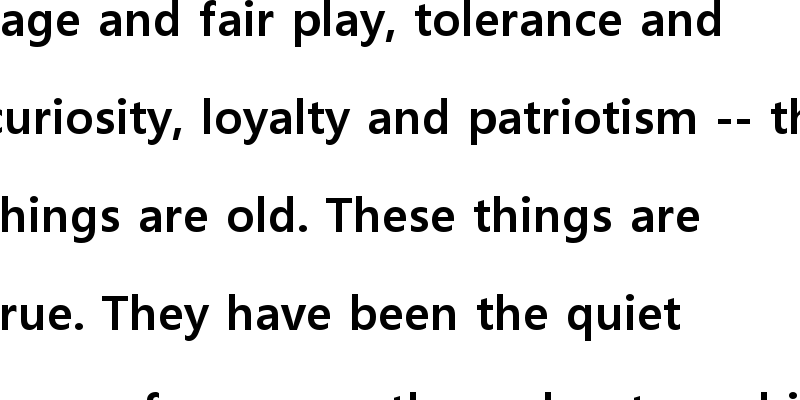 age and fair play, tolerance and
curiosity, loyalty and patriotism -- th
hings are old. These things are
rue. They have been the quiet